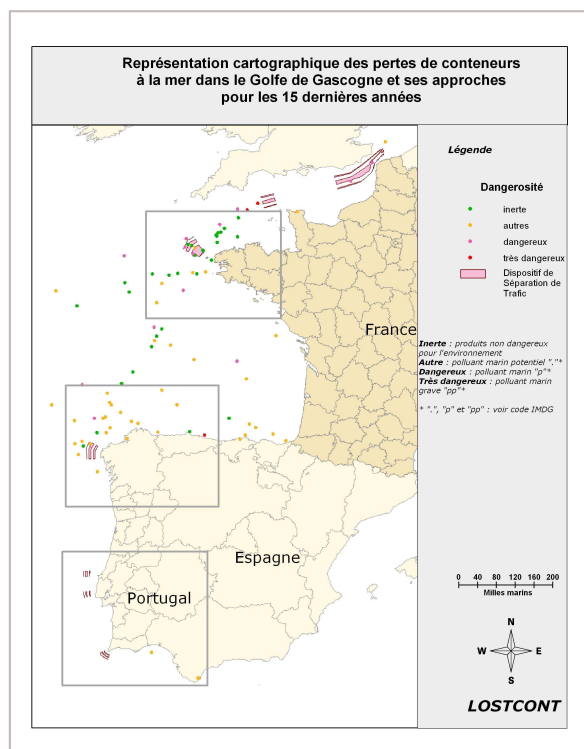 Représentation cartographique des pertes de conteneurs
à la mer dans le Golfe de Gascogne et ses approches
pour les 15 dernières années
Légende
Dangerosité
inerte
autres
dangereux
très dangereux
Dispositif de
Séparation de
Trafic
France
Inerte : produits non dangereux
pour l'environnement
Autre : polluant marin potentiel "."*
Dangereux : polluant marin "p"*
Très dangereux : polluant marin
grave "pp"*
* ".", "p" et "pp" : voir code IMDG
Espagne
Portugal
0 40 80 120 160 200
Milles marins
N
W E
S
LOSTCONT